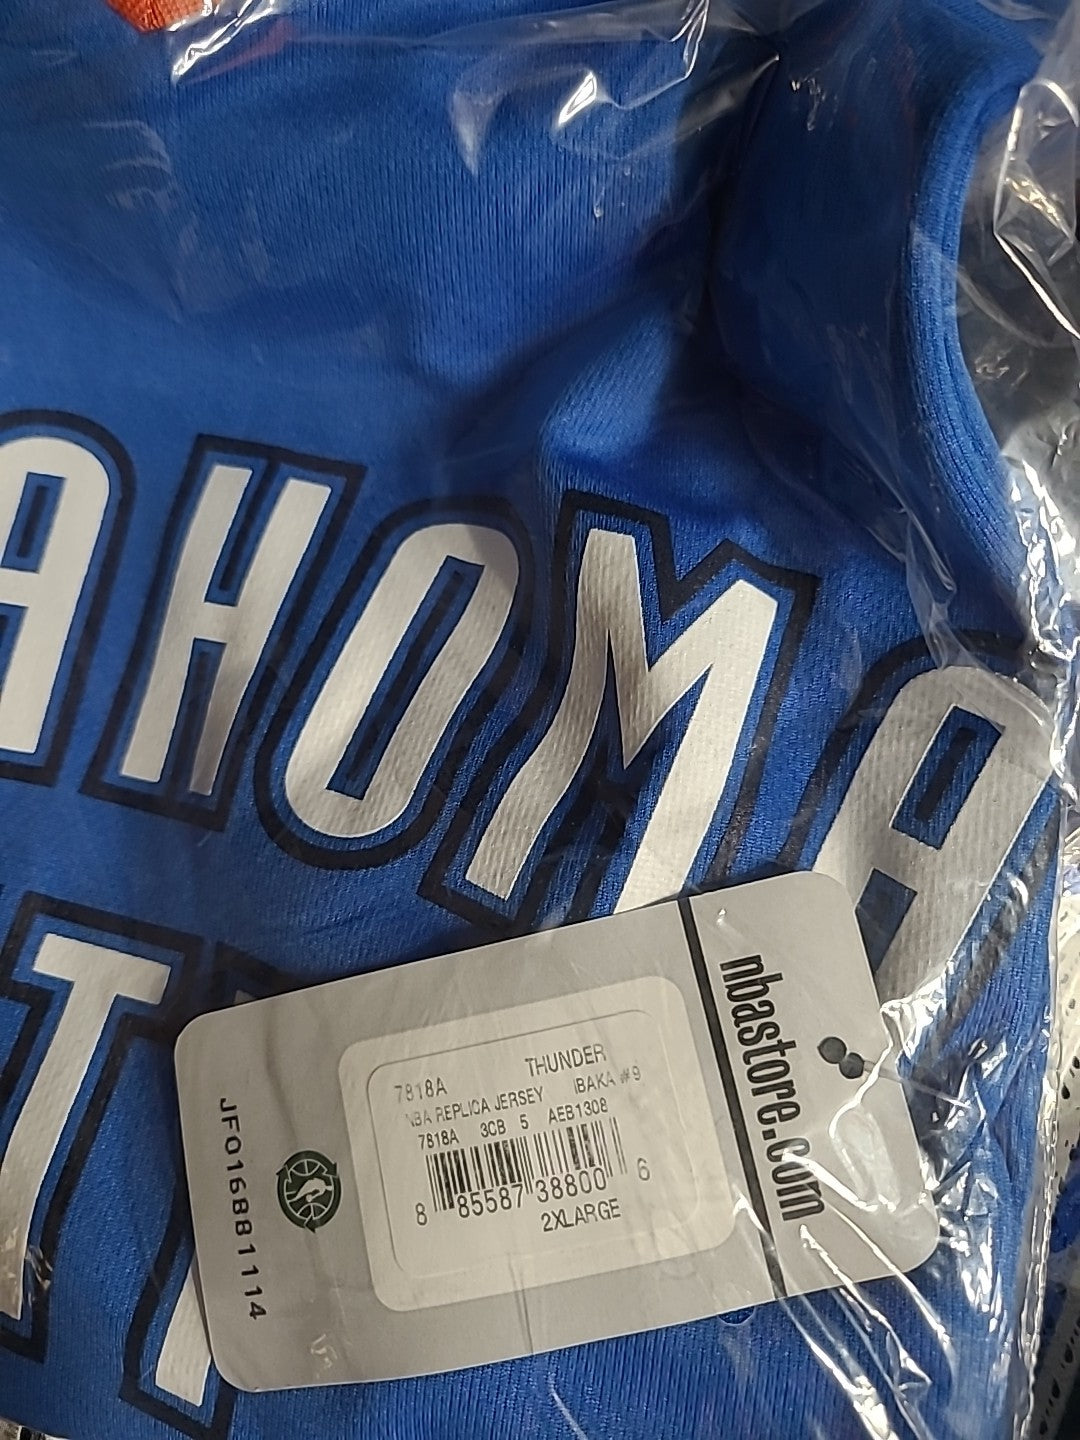 AHOMA
IT
nbastore.com
THUNDER
7818A
NBA REPLICA JERSEY IBAKA #9
7818A 3CB 5 AEB1308
8 85587 38800 6
2XLARGE
JF016881114